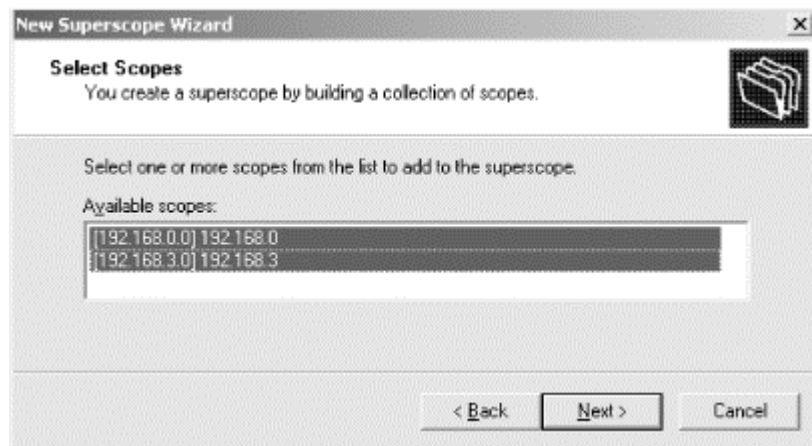 New Superscope Wizard
Select Scopes
You create a superscope by building a collection of scopes.
Select one or more scopes from the list to add to the superscope.
Available scopes:
[192.168.0.0] 192.168.0
[192.168.3.0] 192.168.3
< Back
Next >
Cancel